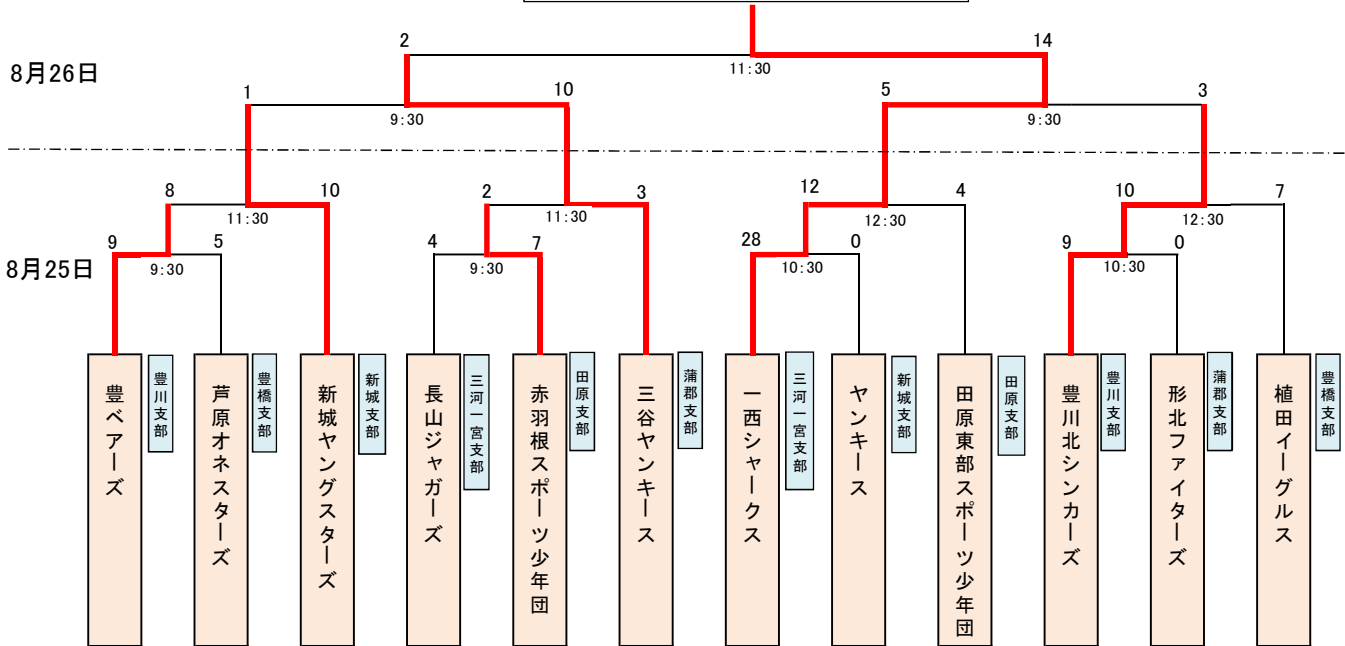 2
14
8月26日
11:30
1
10
5
3
9:30
9:30
8
10
2
3
12
4
10
7
11:30
11:30
12:30
12:30
9
5
4
7
28
0
9
0
8月25日
9:30
9:30
10:30
10:30
豊ベアーズ
豊川支部
芦原オネスターズ
豊橋支部
新城ヤングスターズ
新城支部
長山ジャガーズ
三河一宮支部
赤羽根スポーツ少年団
田原支部
三谷ヤンキース
蒲郡支部
一西シャークス
三河一宮支部
ヤンキース
新城支部
田原東部スポーツ少年団
田原支部
豊川北シンカーズ
豊川支部
形北ファイターズ
蒲郡支部
植田イーグルス
豊橋支部